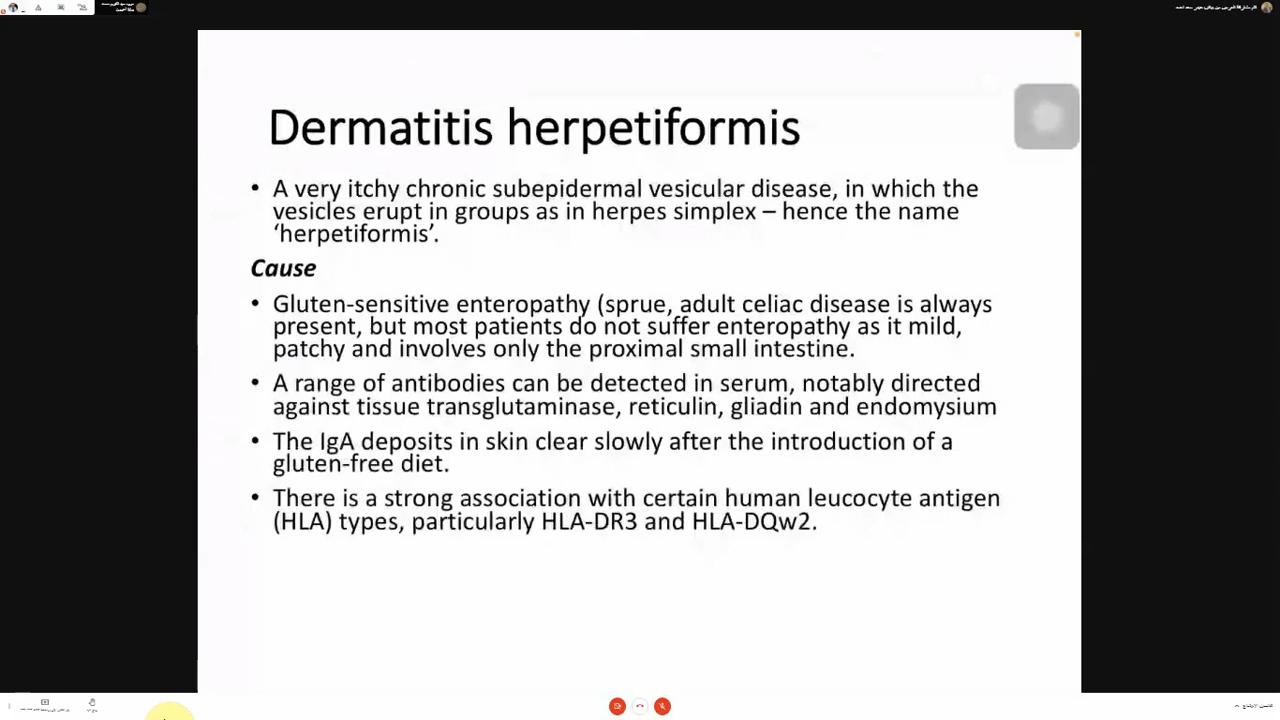 Dermatitis herpetiformis
• A very itchy chronic subepidermal vesicular disease, in which the
vesicles erupt in groups as in herpes simplex – hence the name
‘herpetiformis’.
Cause
• Gluten-sensitive enteropathy (sprue, adult celiac disease is always
present, but most patients do not suffer enteropathy as it mild,
patchy and involves only the proximal small intestine.
• A range of antibodies can be detected in serum, notably directed
against tissue transglutaminase, reticulin, gliadin and endomysium
• The IgA deposits in skin clear slowly after the introduction of a
gluten-free diet.
• There is a strong association with certain human leucocyte antigen
(HLA) types, particularly HLA-DR3 and HLA-DQw2.